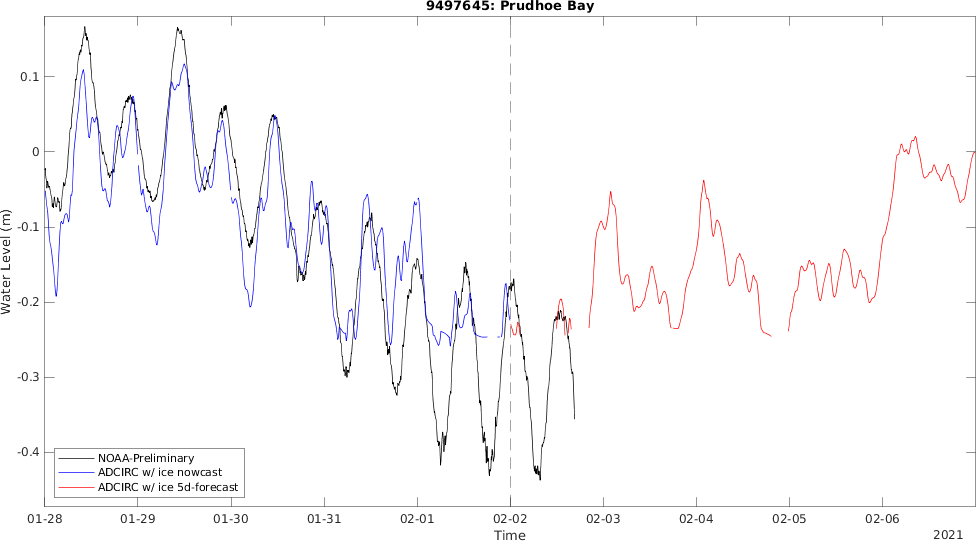 9497645: Prudhoe Bay
Water Level (m)
0.1
0
-0.1
-0.2
-0.3
-0.4
NOAA-Preliminary
ADCIRC w/ ice nowcast
ADCIRC w/ ice 5d-forecast
01-28 01-29 01-30 01-31 02-01 02-02 02-03 02-04 02-05 02-06
Time
2021